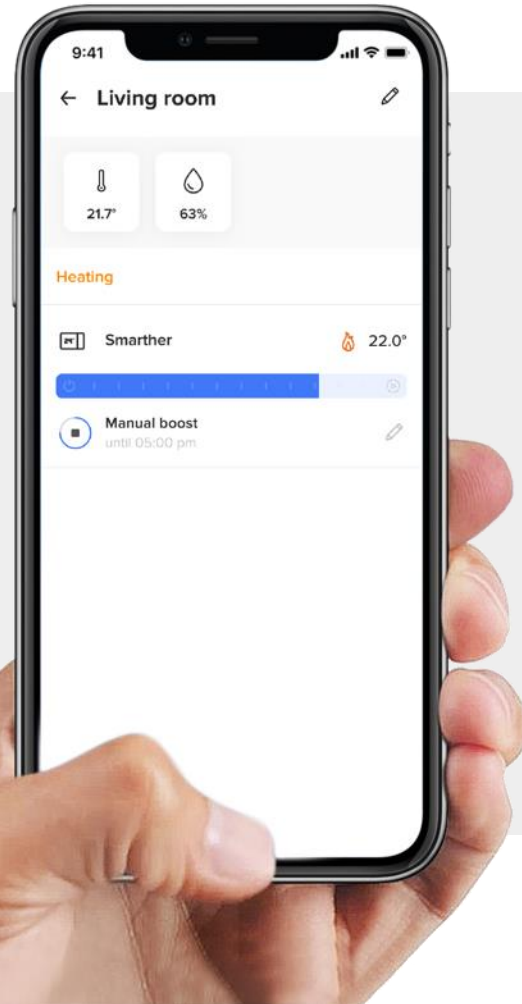 9:41
Living room
21.7°
63%
Heating
Smarther
22.0°
Manual boost
until 05:00 pm